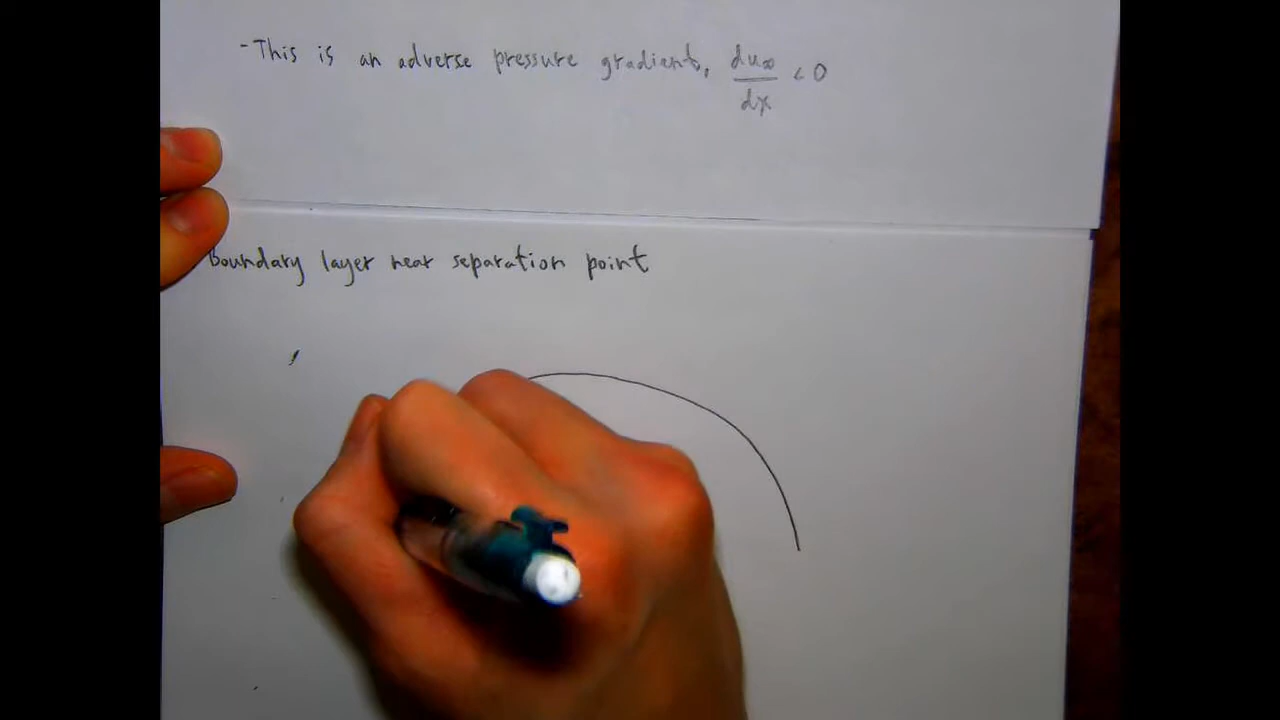 - This is an adverse pressure gradient, du∞/dx < 0
Boundary layer near separation point